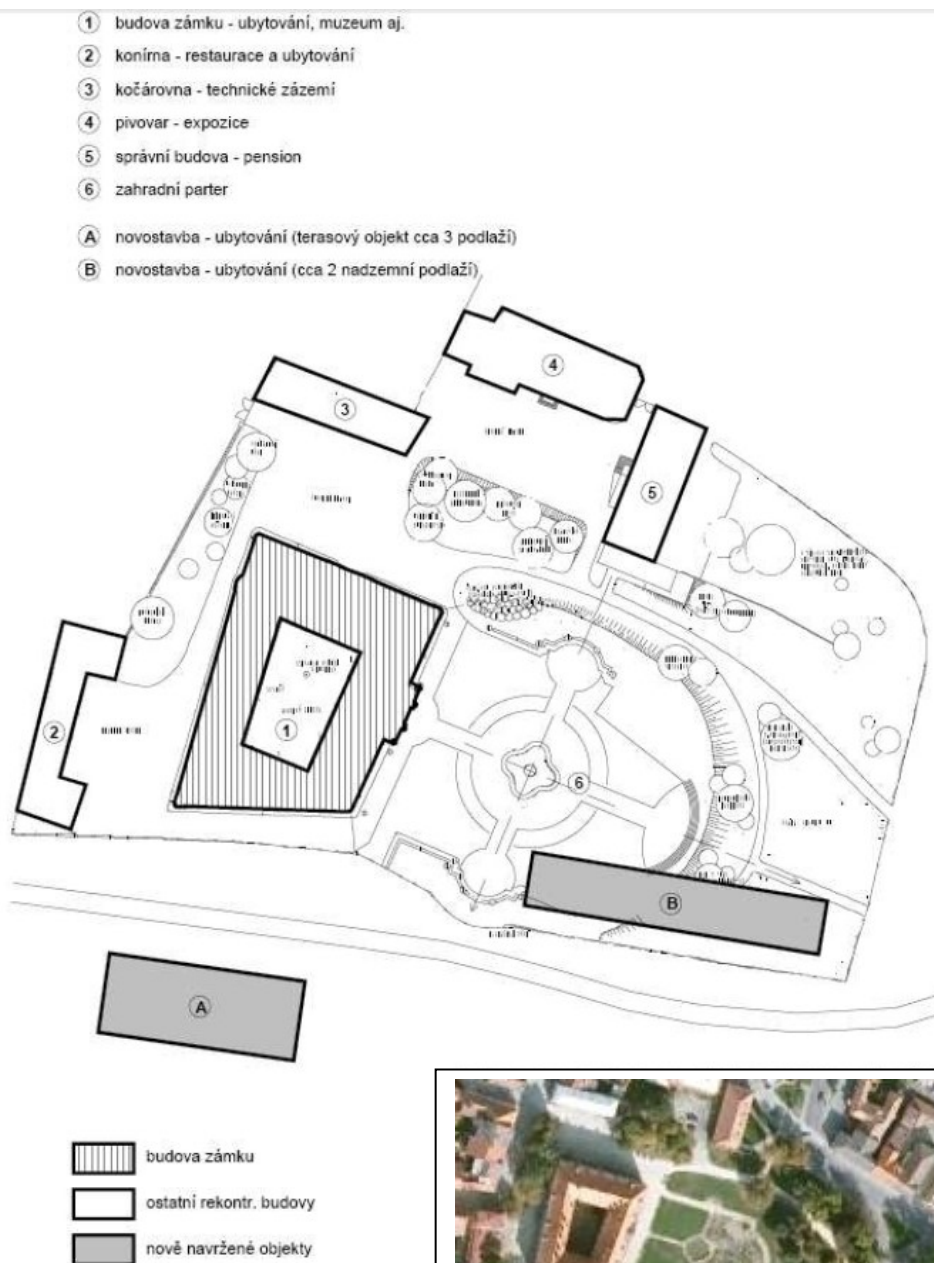 1 budova zámku - ubytování, muzeum aj.
2 konírna - restaurace a ubytování
3 kočárovna - technické zázemí
4 pivovar - expozice
5 správní budova - pension
6 zahradní parter
A novostavba - ubytování (terasový objekt cca 3 podlaží)
B novostavba - ubytování (cca 2 nadzemní podlaží)
4
3
5
2
1
6
B
A
budova zámku
ostatní rekontr. budovy
nově navržené objekty